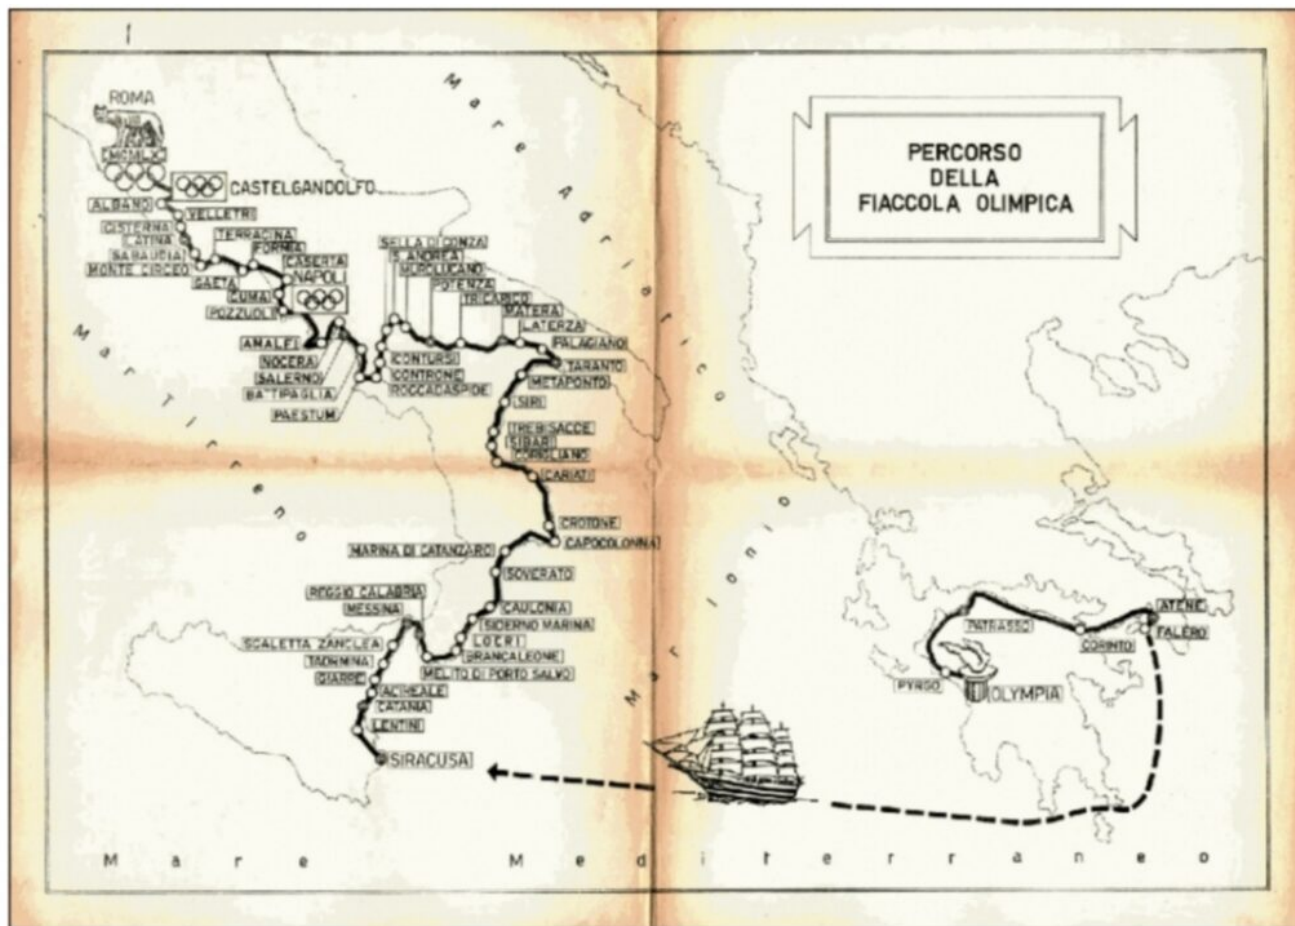 PERCORSO
DELLA
FIACCOLA OLIMPICA
Mare Adriatico
ROMA
MCMLX
CASTELGANDOLFO
ALBANO
VELLETRI
CISTERNA
LATINA
SABAUDIA
MONTE CIRCEO
TERRACINA
FORMIA
GAETA
CASERTA
NAPOLI
CUMA
POZZUOLI
AMALFI
NOCERA
SALERNO
BATTIPAGLIA
PAESTUM
SELLA DI CONZA
S. ANDREA
MUROLUCANO
POTENZA
TRICARICO
MATERA
LATERZA
PALAGIANO
TARANTO
METAPONTO
CONTURSI
CONTRONE
ROCCADASPIDE
SIRI
TREBISACCE
SIBARI
CORIGLIANO
CARIATI
CROTONE
CAPOCOLONNA
MARINA DI CATANZARO
SOVERATO
CAULONIA
SIDERNO MARINA
LOCRI
BRANCALEONE
MELITO DI PORTO SALVO
REGGIO CALABRIA
MESSINA
SCALETTA ZANCLEA
TAORMINA
GIARRE
ACIREALE
CATANIA
LENTINI
SIRACUSA
Mar Tirreno
Mar Ionio
PATRASSO
CORINTO
ATENE
FALERO
PYRGO
OLYMPIA
Mare Mediterraneo